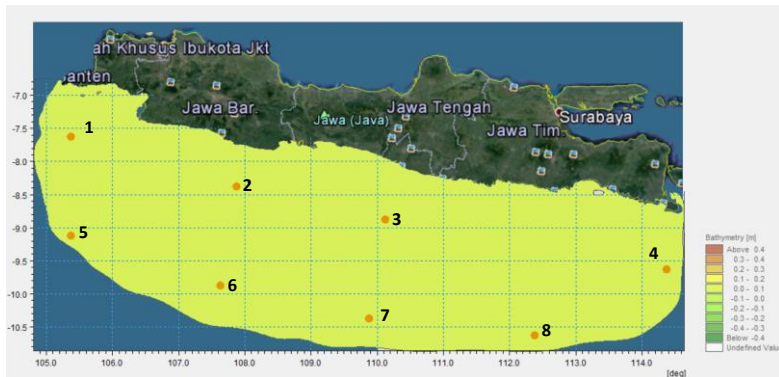 ah Khusus Ibukota Jkt
anten
Jawa Bar.
Jawa (Java)
Jawa Tengah
Jawa Tim.
Surabaya
-7.0
-7.5
-8.0
-8.5
-9.0
-9.5
-10.0
-10.5
1
2
3
4
5
6
7
8
105.0 106.0 107.0 108.0 109.0 110.0 111.0 112.0 113.0 114.0
[deg]
Bathymetry [m]
Above 0.4
0.3 - 0.4
0.2 - 0.3
0.1 - 0.2
0.0 - 0.1
-0.1 - 0.0
-0.2 - -0.1
-0.3 - -0.2
-0.4 - -0.3
Below -0.4
Undefined Valu